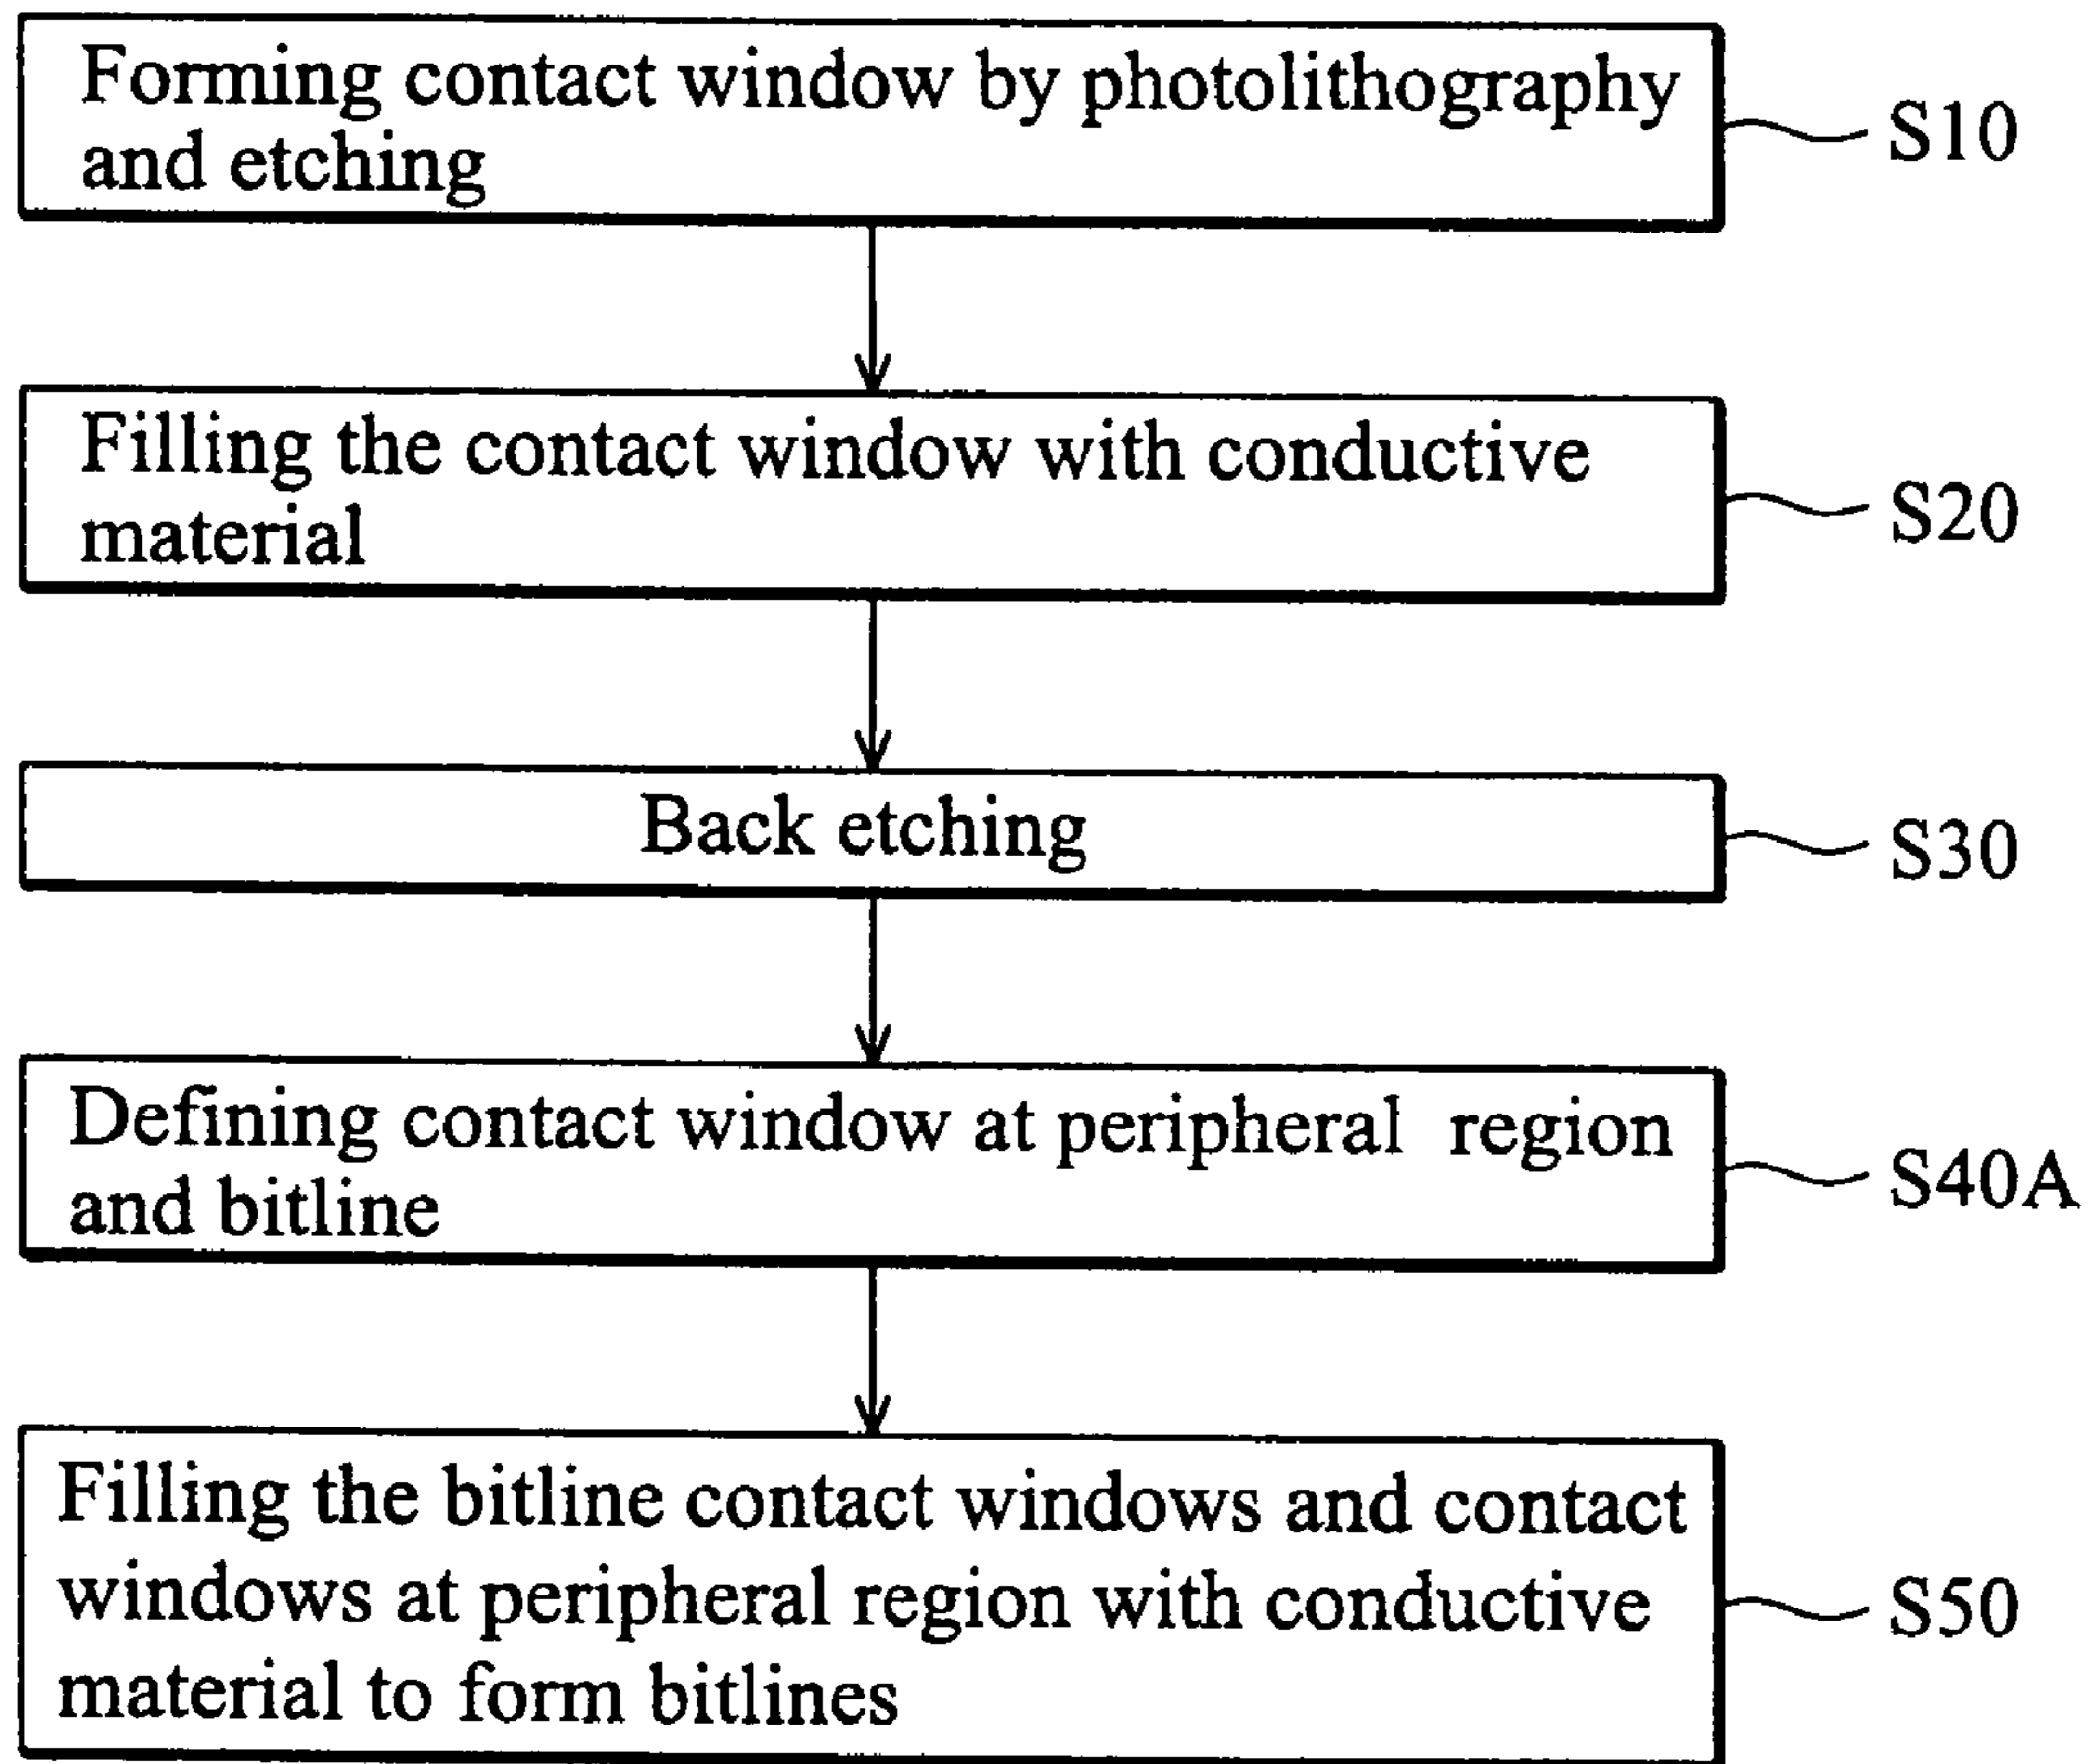 Forming contact window by photolithography
and etching
S10
Filling the contact window with conductive
material
S20
Back etching
S30
Defining contact window at peripheral region
and bitline
S40A
Filling the bitline contact windows and contact
windows at peripheral region with conductive
material to form bitlines
S50